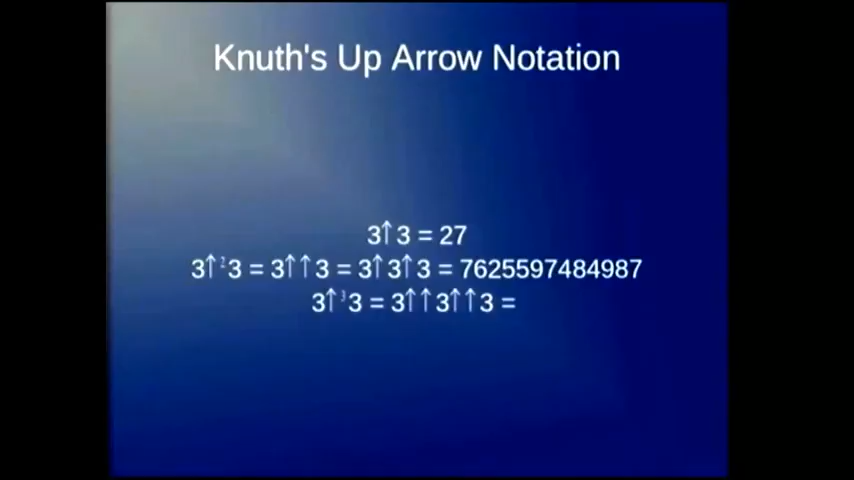 Knuth's Up Arrow Notation
3↑3 = 27
3↑²3 = 3↑↑3 = 3↑3↑3 = 7625597484987
3↑³3 = 3↑↑3↑↑3 =